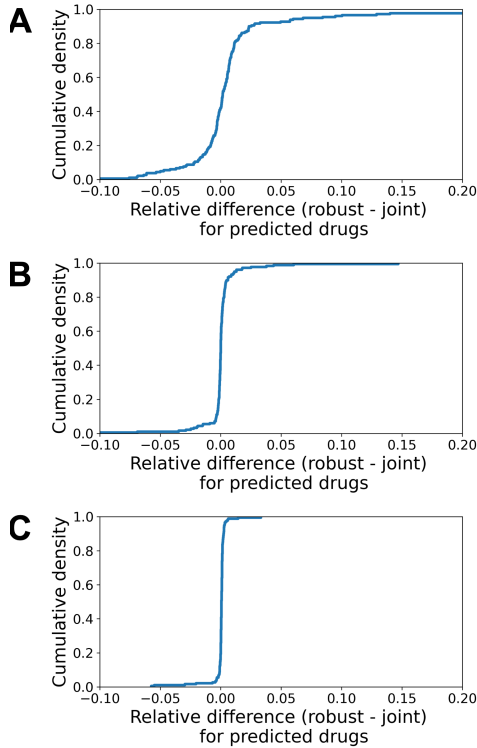 A
Cumulative density
1.0
0.8
0.6
0.4
0.2
0.0
−0.10 −0.05 0.00 0.05 0.10 0.15 0.20
Relative difference (robust - joint)
for predicted drugs
B
Cumulative density
1.0
0.8
0.6
0.4
0.2
0.0
−0.10 −0.05 0.00 0.05 0.10 0.15 0.20
Relative difference (robust - joint)
for predicted drugs
C
Cumulative density
1.0
0.8
0.6
0.4
0.2
0.0
−0.10 −0.05 0.00 0.05 0.10 0.15 0.20
Relative difference (robust - joint)
for predicted drugs